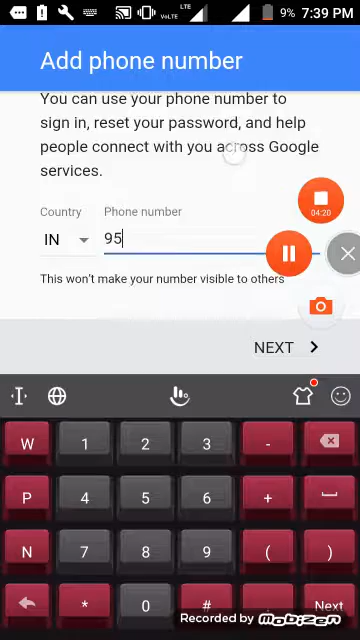 LTE
VoLTE
9% 7:39 PM
Add phone number
You can use your phone number to
sign in, reset your password, and help
people connect with you across Google
services.
Country Phone number
IN 95
04:20
This won't make your number visible to others
NEXT
W 1 2 3 -
P 4 5 6 +
N 7 8 9 ( )
* 0 # . Next
Recorded by mobizen